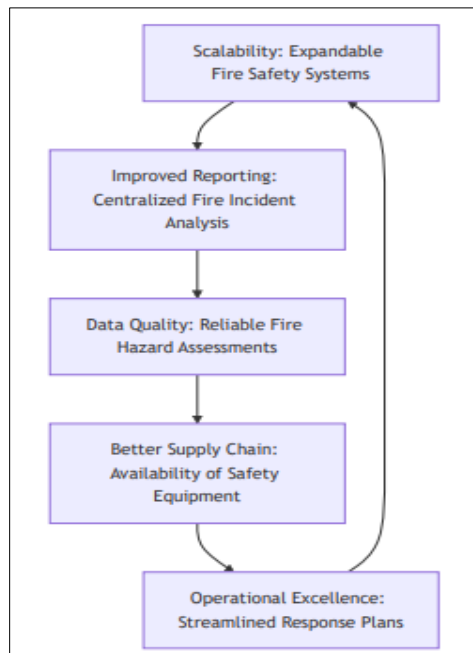 Scalability: Expandable
Fire Safety Systems
Improved Reporting:
Centralized Fire Incident
Analysis
Data Quality: Reliable Fire
Hazard Assessments
Better Supply Chain:
Availability of Safety
Equipment
Operational Excellence:
Streamlined Response Plans